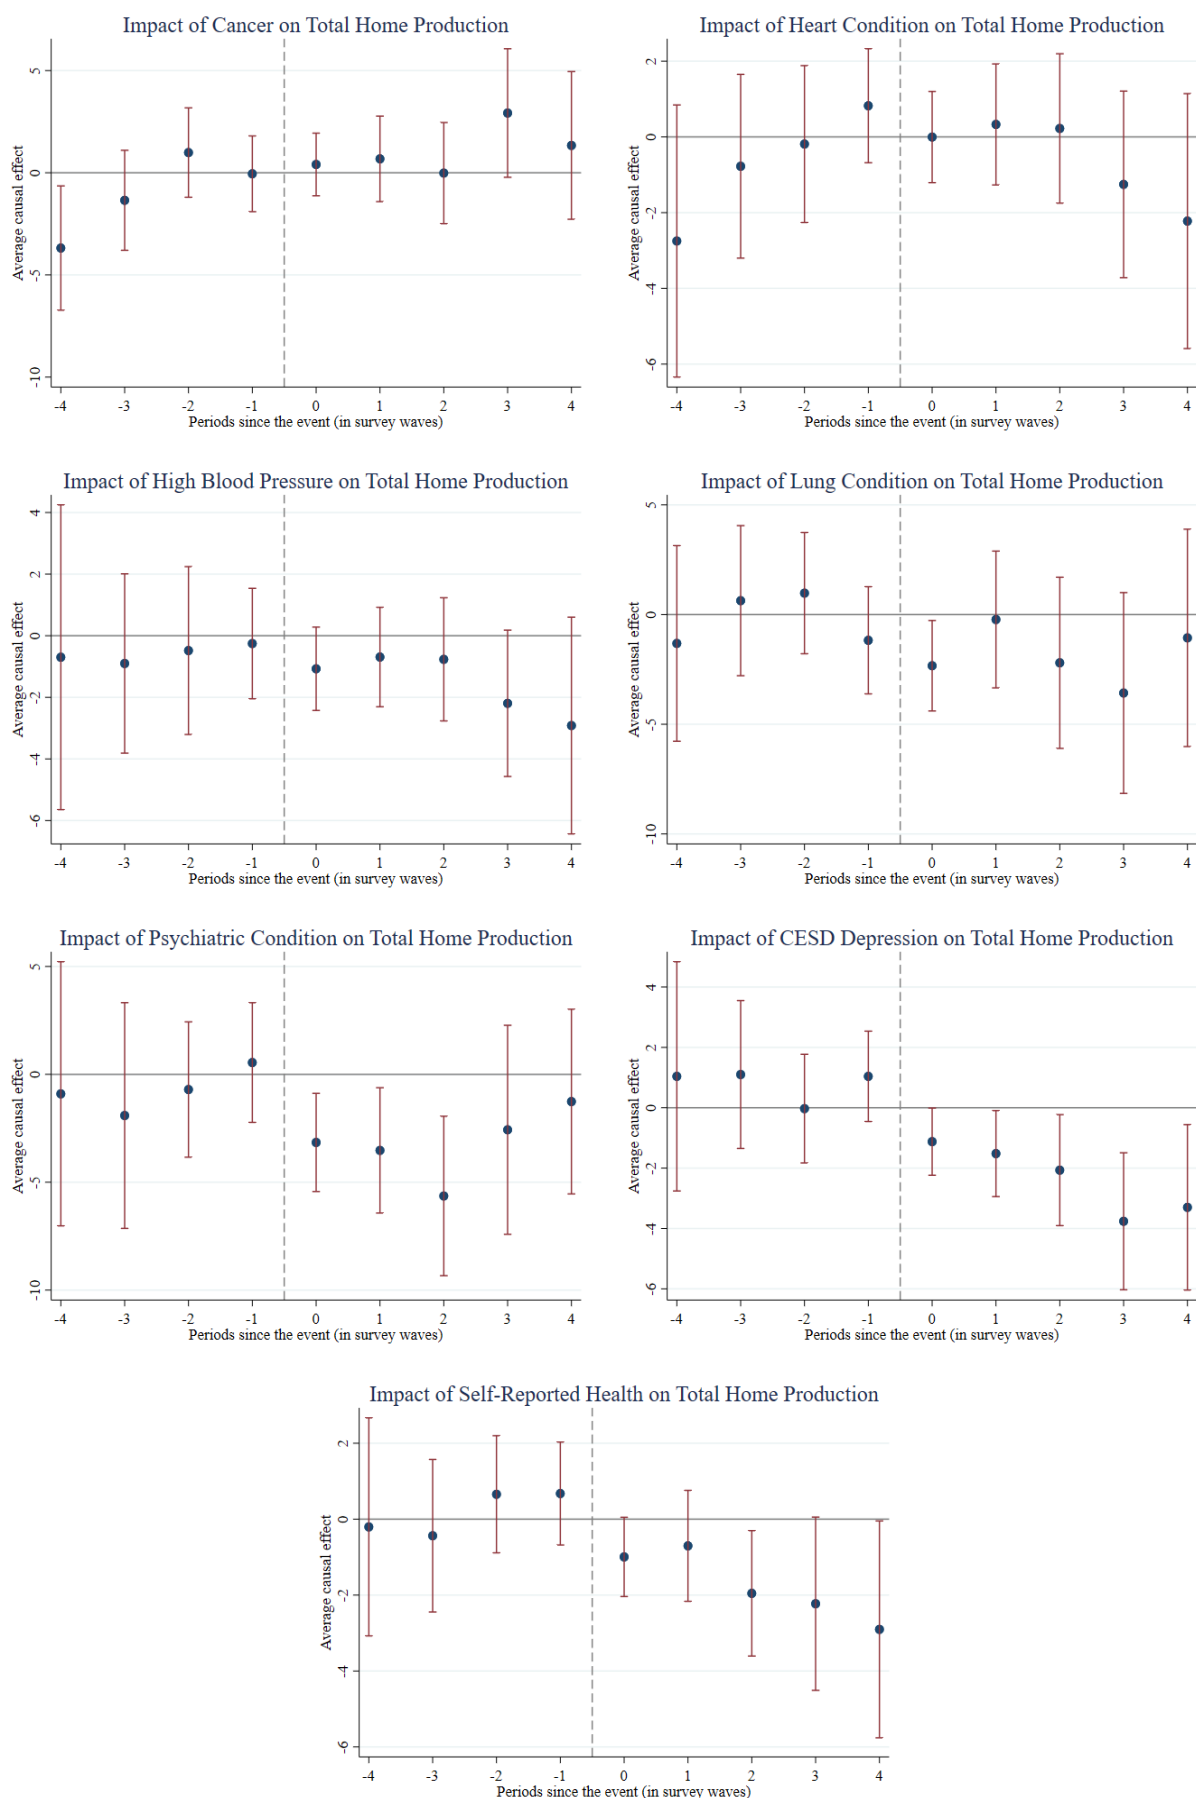 Impact of Cancer on Total Home Production
Average causal effect
5
0
-5
-10
-4 -3 -2 -1 0 1 2 3 4
Periods since the event (in survey waves)
Impact of Heart Condition on Total Home Production
Average causal effect
2
0
-2
-4
-6
-4 -3 -2 -1 0 1 2 3 4
Periods since the event (in survey waves)
Impact of High Blood Pressure on Total Home Production
Average causal effect
4
2
0
-2
-4
-6
-4 -3 -2 -1 0 1 2 3 4
Periods since the event (in survey waves)
Impact of Lung Condition on Total Home Production
Average causal effect
5
0
-5
-10
-4 -3 -2 -1 0 1 2 3 4
Periods since the event (in survey waves)
Impact of Psychiatric Condition on Total Home Production
Average causal effect
5
0
-5
-10
-4 -3 -2 -1 0 1 2 3 4
Periods since the event (in survey waves)
Impact of CESD Depression on Total Home Production
Average causal effect
4
2
0
-2
-4
-6
-4 -3 -2 -1 0 1 2 3 4
Periods since the event (in survey waves)
Impact of Self-Reported Health on Total Home Production
Average causal effect
2
0
-2
-4
-6
-4 -3 -2 -1 0 1 2 3 4
Periods since the event (in survey waves)